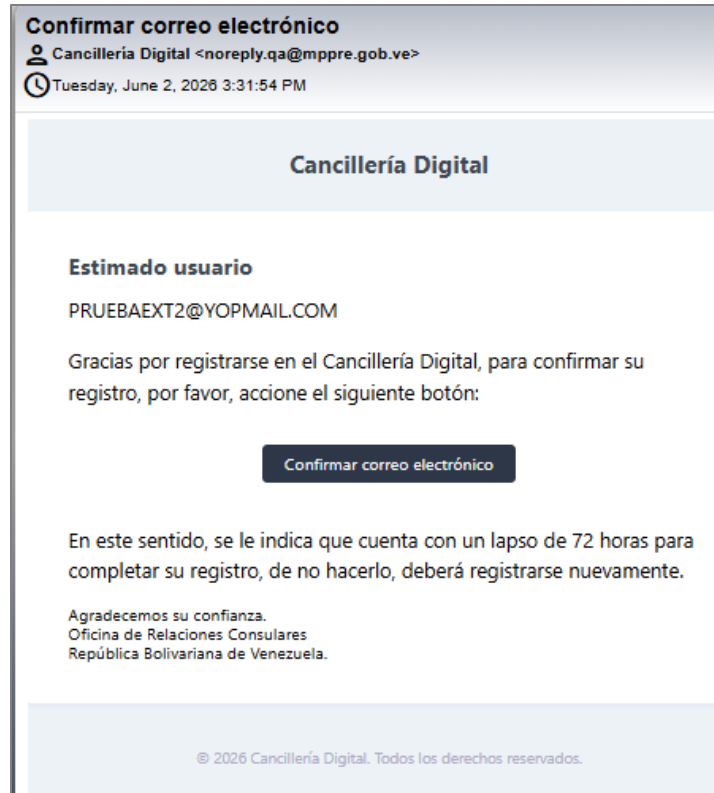 Confirmar correo electrónico
Cancillería Digital <noreply.qa@mppre.gob.ve>
Tuesday, June 2, 2026 3:31:54 PM
Cancillería Digital
Estimado usuario
PRUEBAEXT2@YOPMAIL.COM
Gracias por registrarse en el Cancillería Digital, para confirmar su
registro, por favor, accione el siguiente botón:
Confirmar correo electrónico
En este sentido, se le indica que cuenta con un lapso de 72 horas para
completar su registro, de no hacerlo, deberá registrarse nuevamente.
Agradecemos su confianza.
Oficina de Relaciones Consulares
República Bolivariana de Venezuela.
© 2026 Cancillería Digital. Todos los derechos reservados.